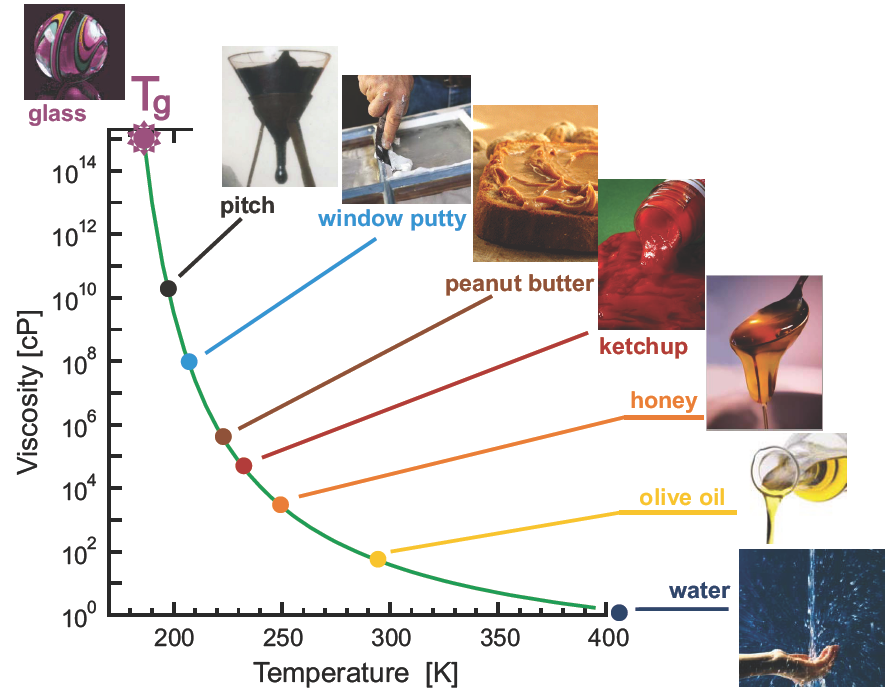 glass
Tg
pitch
window putty
peanut butter
ketchup
honey
olive oil
water
Viscosity [cP]
10^14
10^12
10^10
10^8
10^6
10^4
10^2
10^0
200 250 300 350 400
Temperature [K]